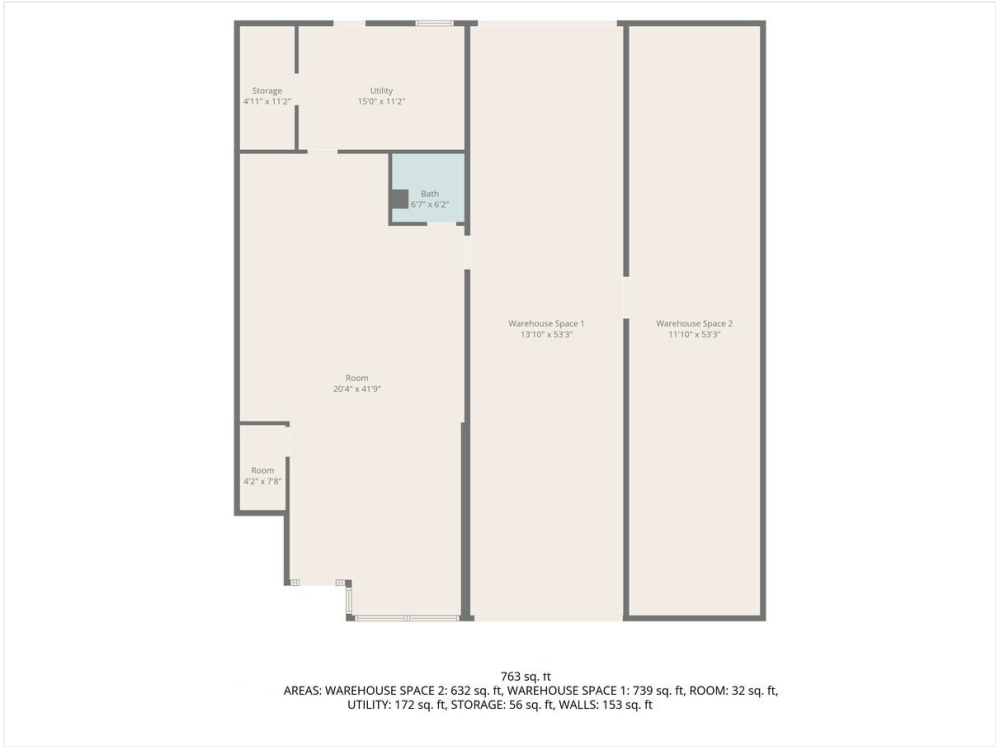 Storage
4'11" x 11'2"
Utility
15'0" x 11'2"
Bath
6'7" x 6'2"
Warehouse Space 1
13'10" x 53'3"
Warehouse Space 2
11'10" x 53'3"
Room
20'4" x 41'9"
Room
4'2" x 7'8"
763 sq. ft
AREAS: WAREHOUSE SPACE 2: 632 sq. ft, WAREHOUSE SPACE 1: 739 sq. ft, ROOM: 32 sq. ft,
UTILITY: 172 sq. ft, STORAGE: 56 sq. ft, WALLS: 153 sq. ft